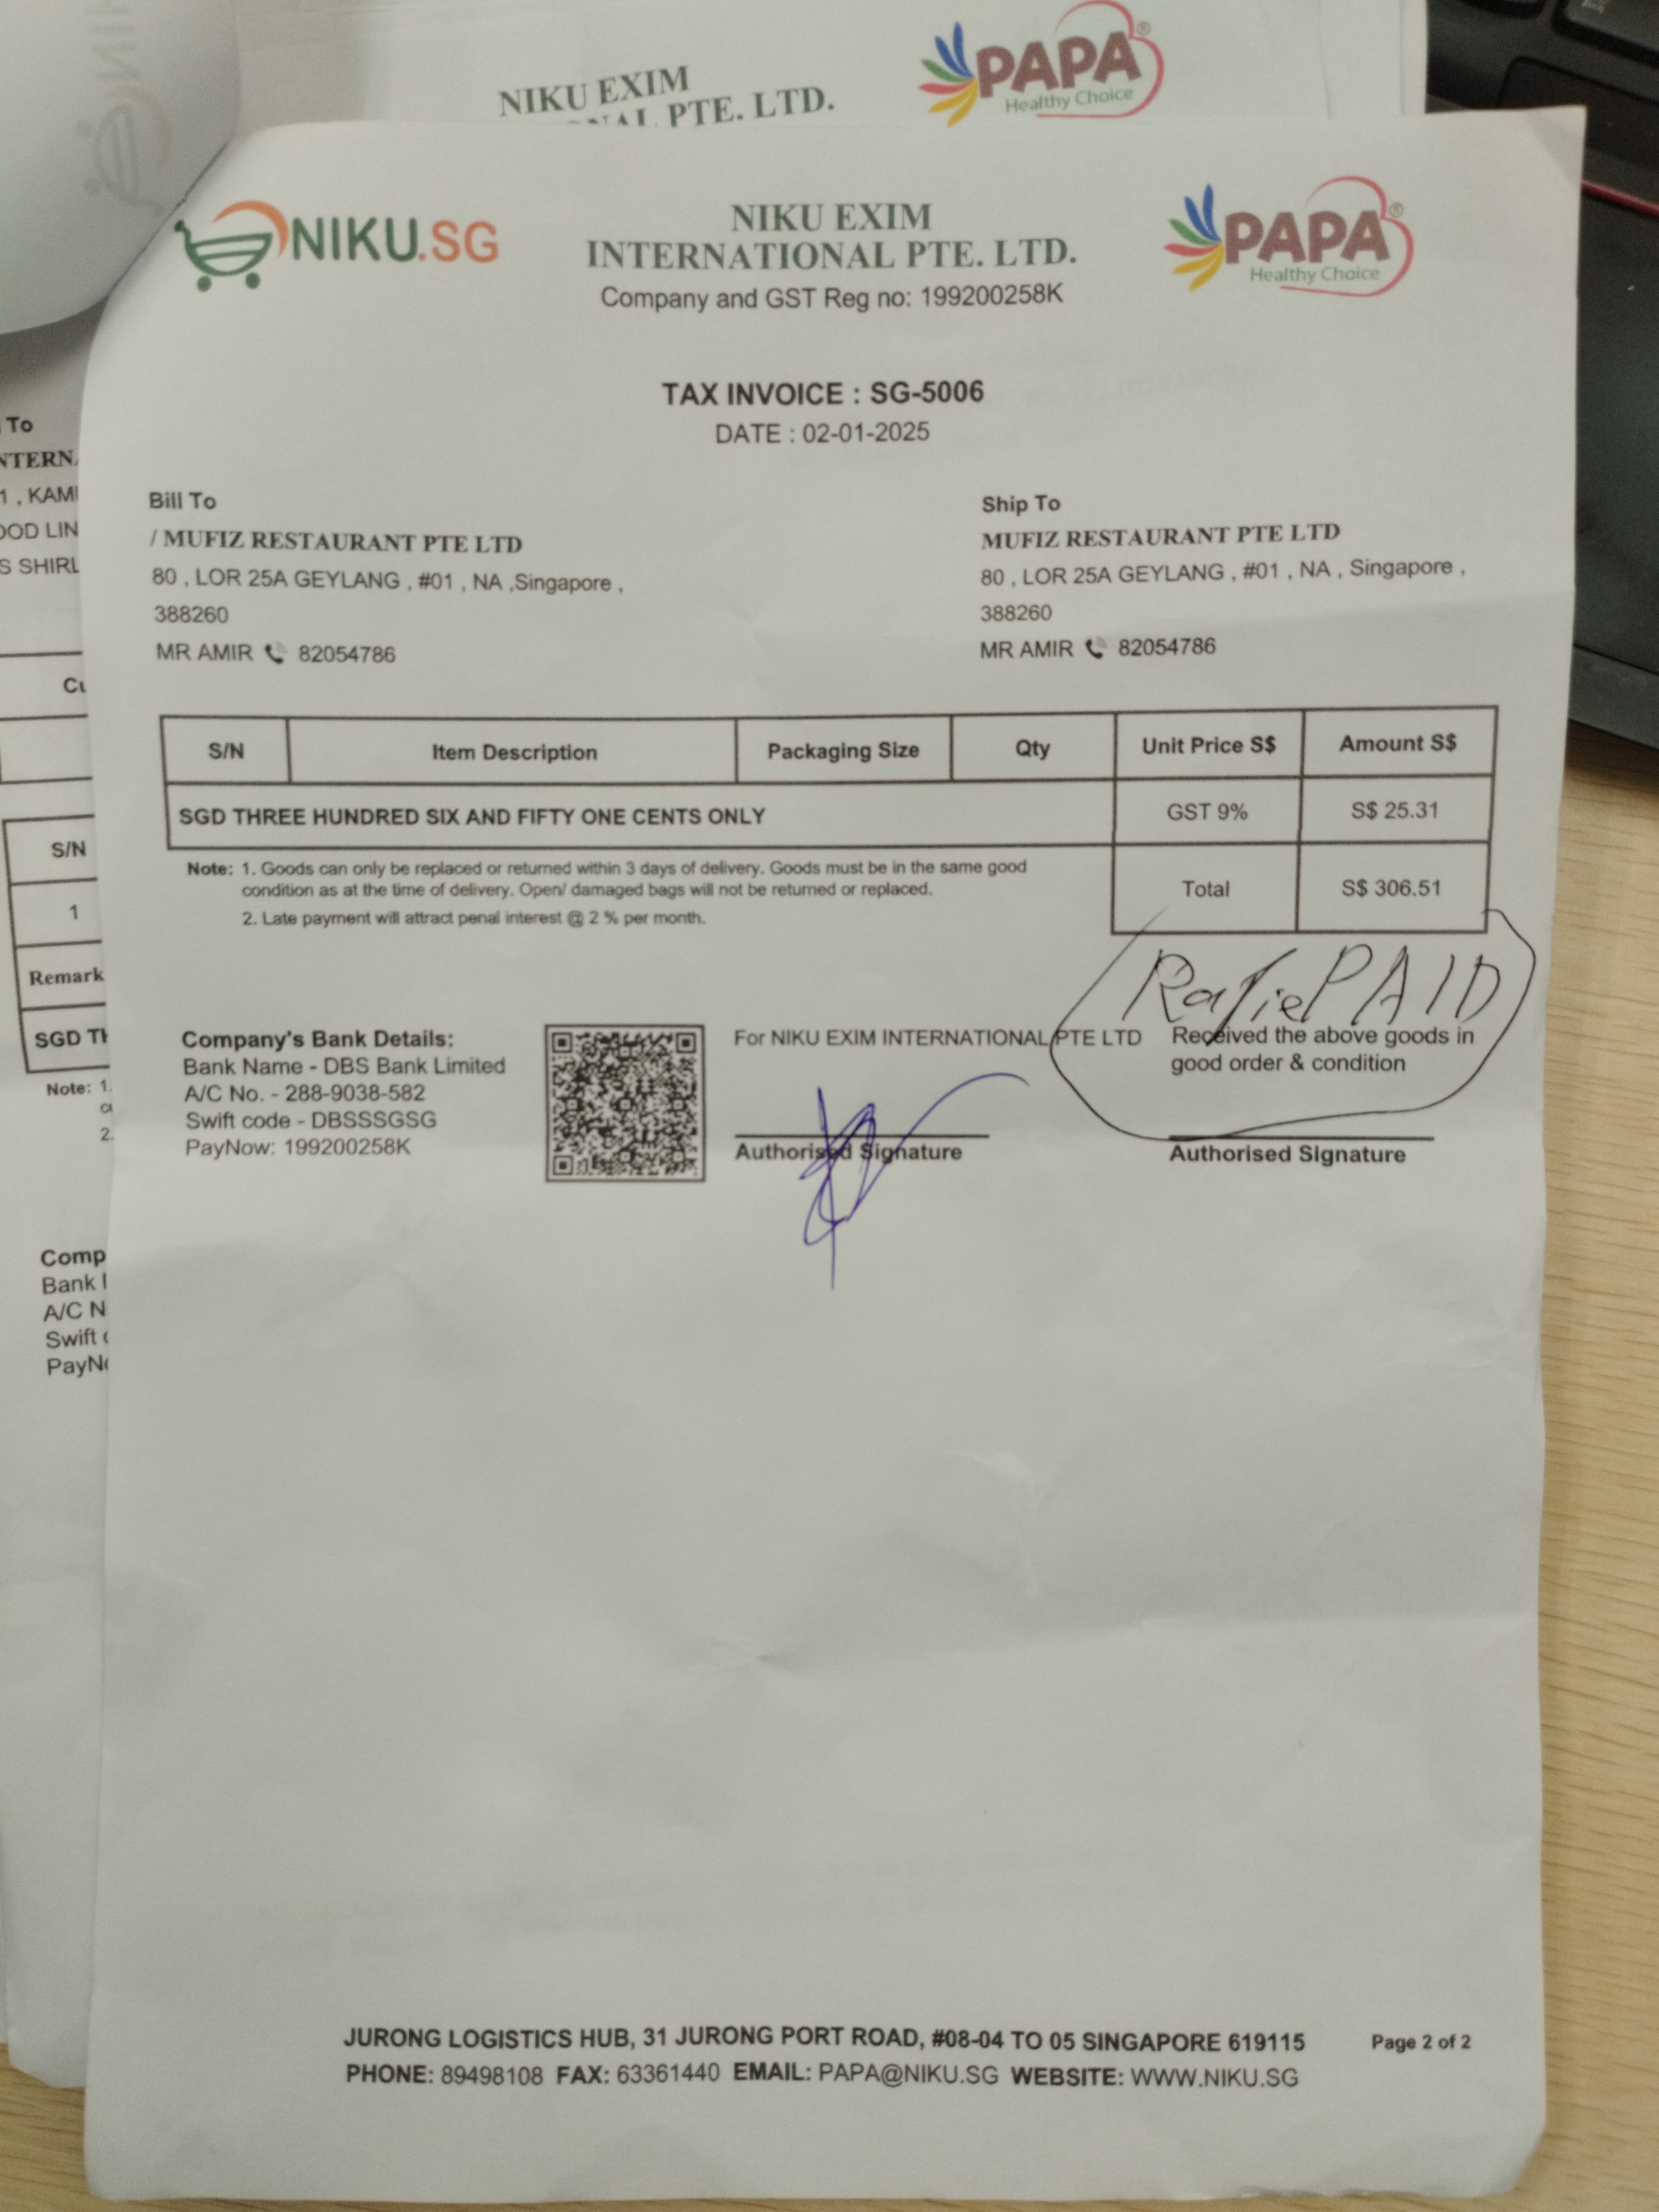 NIKU EXIM
PTE. LTD.
PAPA®
Healthy Choice
NIKU.SG
NIKU EXIM
INTERNATIONAL PTE. LTD.
Company and GST Reg no: 199200258K
PAPA®
Healthy Choice
TAX INVOICE : SG-5006
DATE : 02-01-2025
Bill To
/ MUFIZ RESTAURANT PTE LTD
80 , LOR 25A GEYLANG , #01 , NA ,Singapore ,
388260
MR AMIR 82054786
Ship To
MUFIZ RESTAURANT PTE LTD
80 , LOR 25A GEYLANG , #01 , NA , Singapore ,
388260
MR AMIR 82054786
S/N Item Description Packaging Size Qty Unit Price S$ Amount S$
SGD THREE HUNDRED SIX AND FIFTY ONE CENTS ONLY GST 9% S$ 25.31
Total S$ 306.51
Note: 1. Goods can only be replaced or returned within 3 days of delivery. Goods must be in the same good
condition as at the time of delivery. Open/ damaged bags will not be returned or replaced.
2. Late payment will attract penal interest @ 2 % per month.
PAID
Company's Bank Details:
Bank Name - DBS Bank Limited
A/C No. - 288-9038-582
Swift code - DBSSSGSG
PayNow: 199200258K
For NIKU EXIM INTERNATIONAL PTE LTD
Authorised Signature
Received the above goods in
good order & condition
Authorised Signature
JURONG LOGISTICS HUB, 31 JURONG PORT ROAD, #08-04 TO 05 SINGAPORE 619115
PHONE: 89498108 FAX: 63361440 EMAIL: PAPA@NIKU.SG WEBSITE: WWW.NIKU.SG
Page 2 of 2
To
S/N
1
Remark
SGD
Note: 1.
2.
Bank
A/C N
Swift